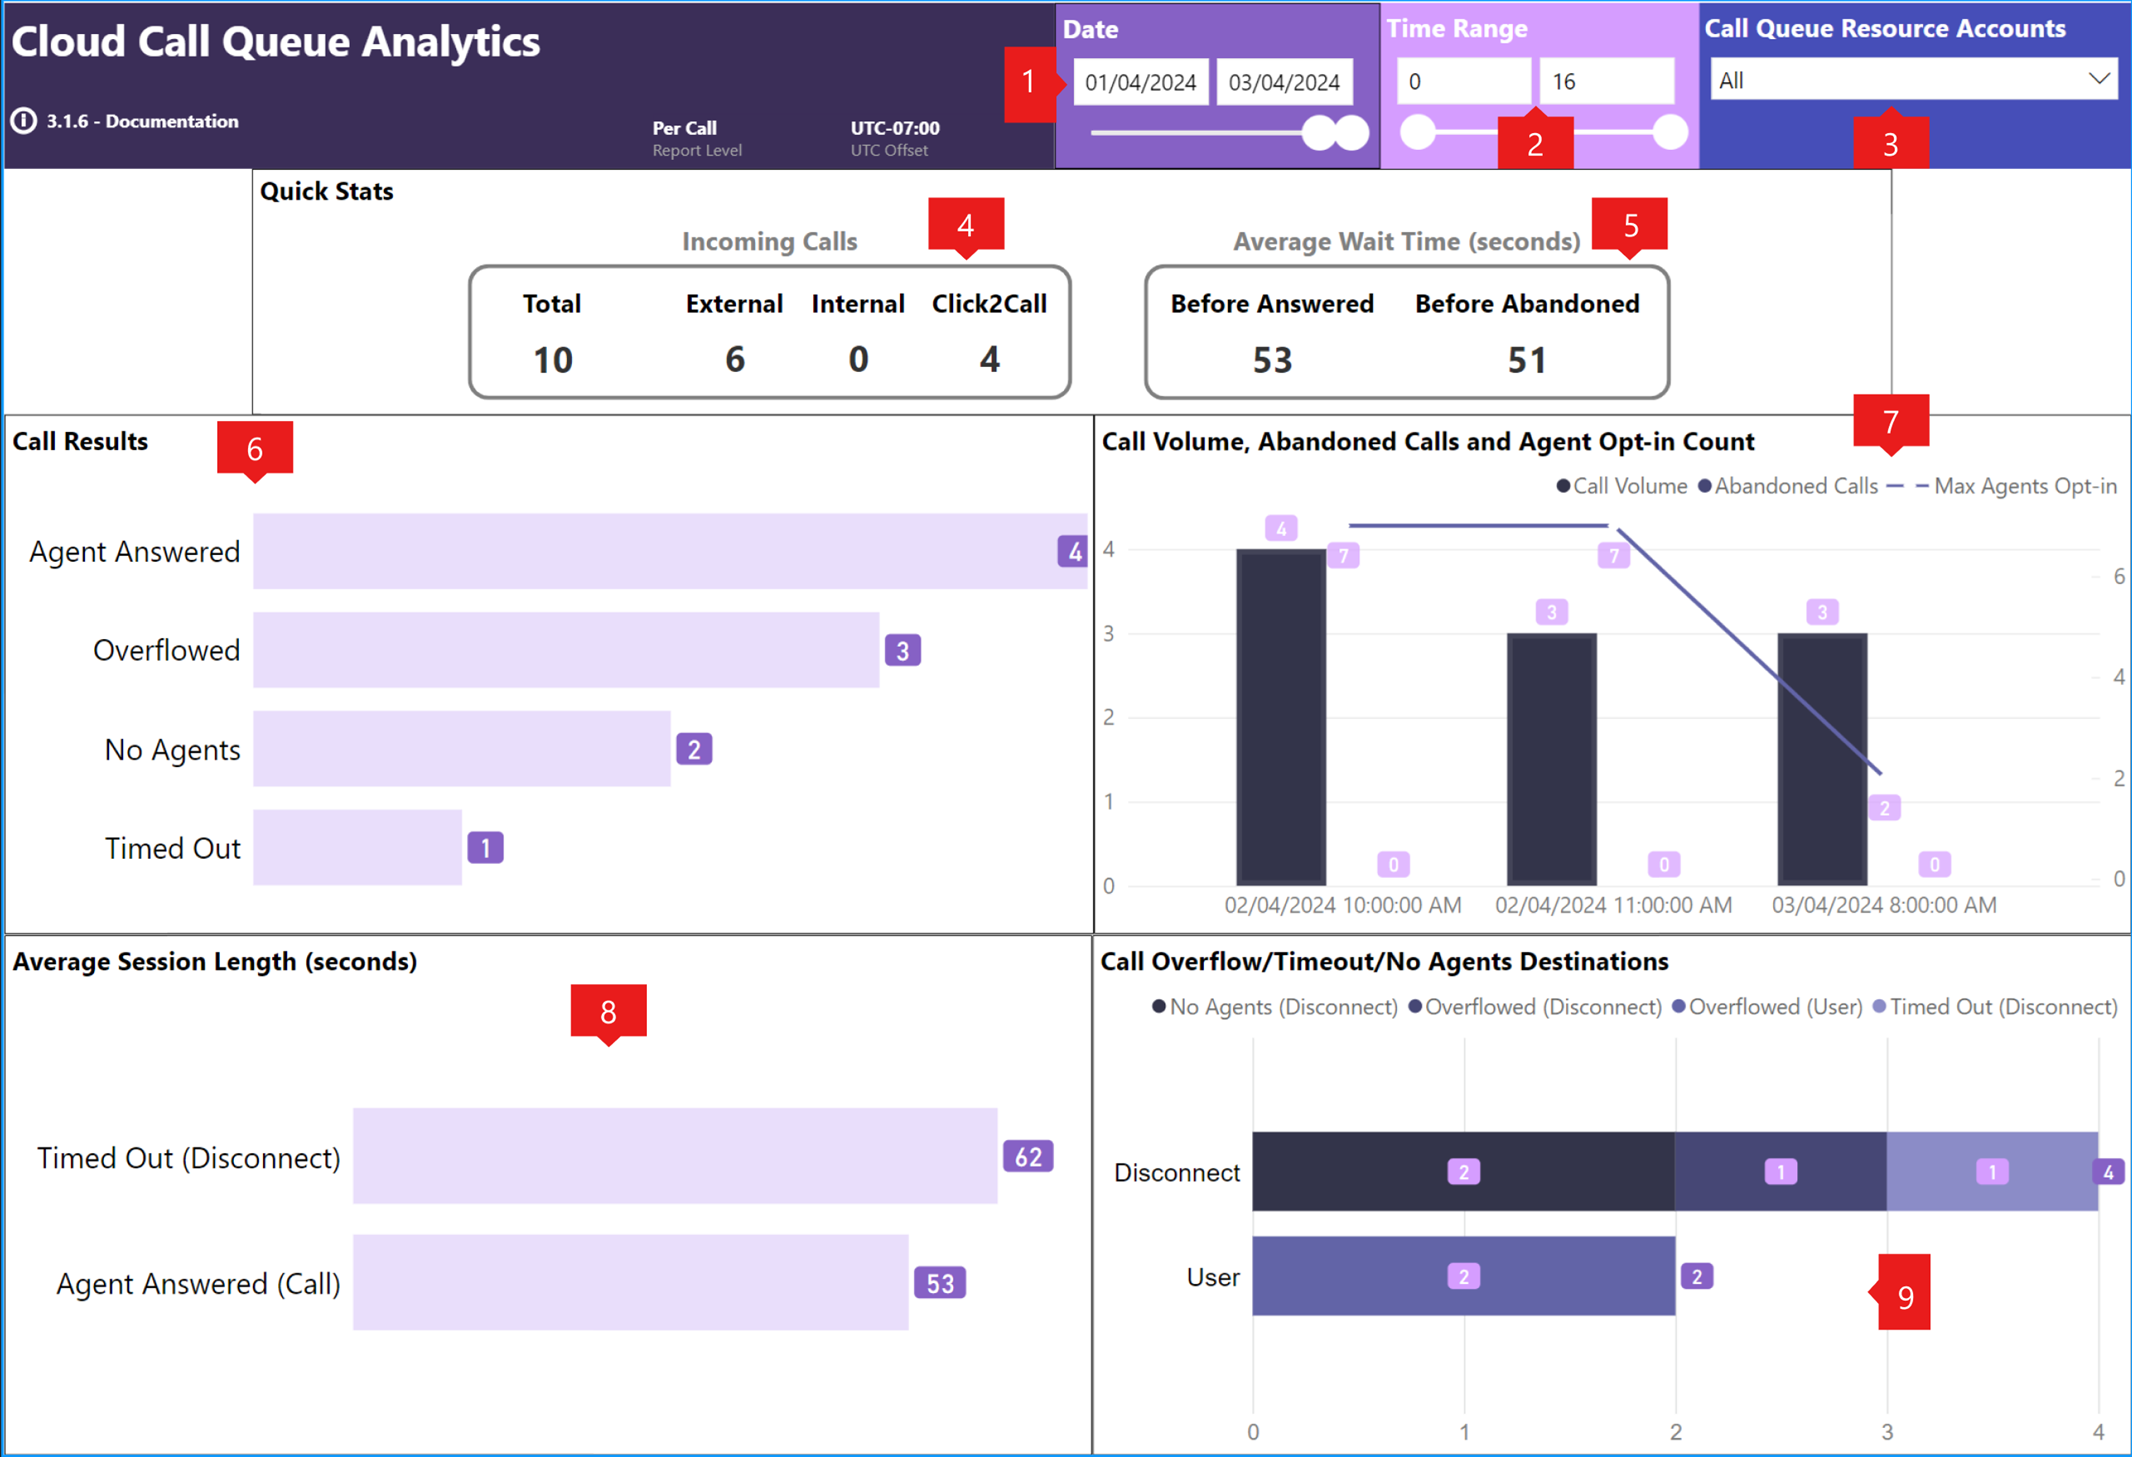 Cloud Call Queue Analytics
3.1.6 - Documentation
Per Call
Report Level
UTC-07:00
UTC Offset
1
Date
01/04/2024 03/04/2024
Time Range
0 16
2
Call Queue Resource Accounts
All
3
Quick Stats
Incoming Calls
4
Total External Internal Click2Call
10 6 0 4
Average Wait Time (seconds)
5
Before Answered Before Abandoned
53 51
Call Results
6
Agent Answered 4
Overflowed 3
No Agents 2
Timed Out 1
Call Volume, Abandoned Calls and Agent Opt-in Count
7
Call Volume Abandoned Calls Max Agents Opt-in
4
3
2
1
0
4
7
0
3
7
0
3
2
0
6
4
2
0
02/04/2024 10:00:00 AM 02/04/2024 11:00:00 AM 03/04/2024 8:00:00 AM
Average Session Length (seconds)
8
Timed Out (Disconnect) 62
Agent Answered (Call) 53
Call Overflow/Timeout/No Agents Destinations
No Agents (Disconnect) Overflowed (Disconnect) Overflowed (User) Timed Out (Disconnect)
Disconnect 2 1 1 4
User 2 2
9
0 1 2 3 4